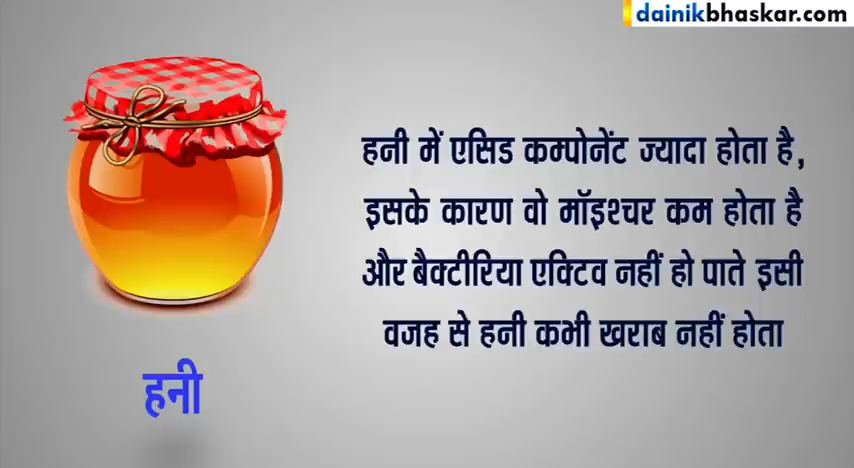 dainikbhaskar.com
हनी में एसिड कम्पोनेंट ज्यादा होता है,
इसके कारण वो मॉइश्चर कम होता है
और बैक्टीरिया एक्टिव नहीं हो पाते इसी
वजह से हनी कभी खराब नहीं होता
हनी